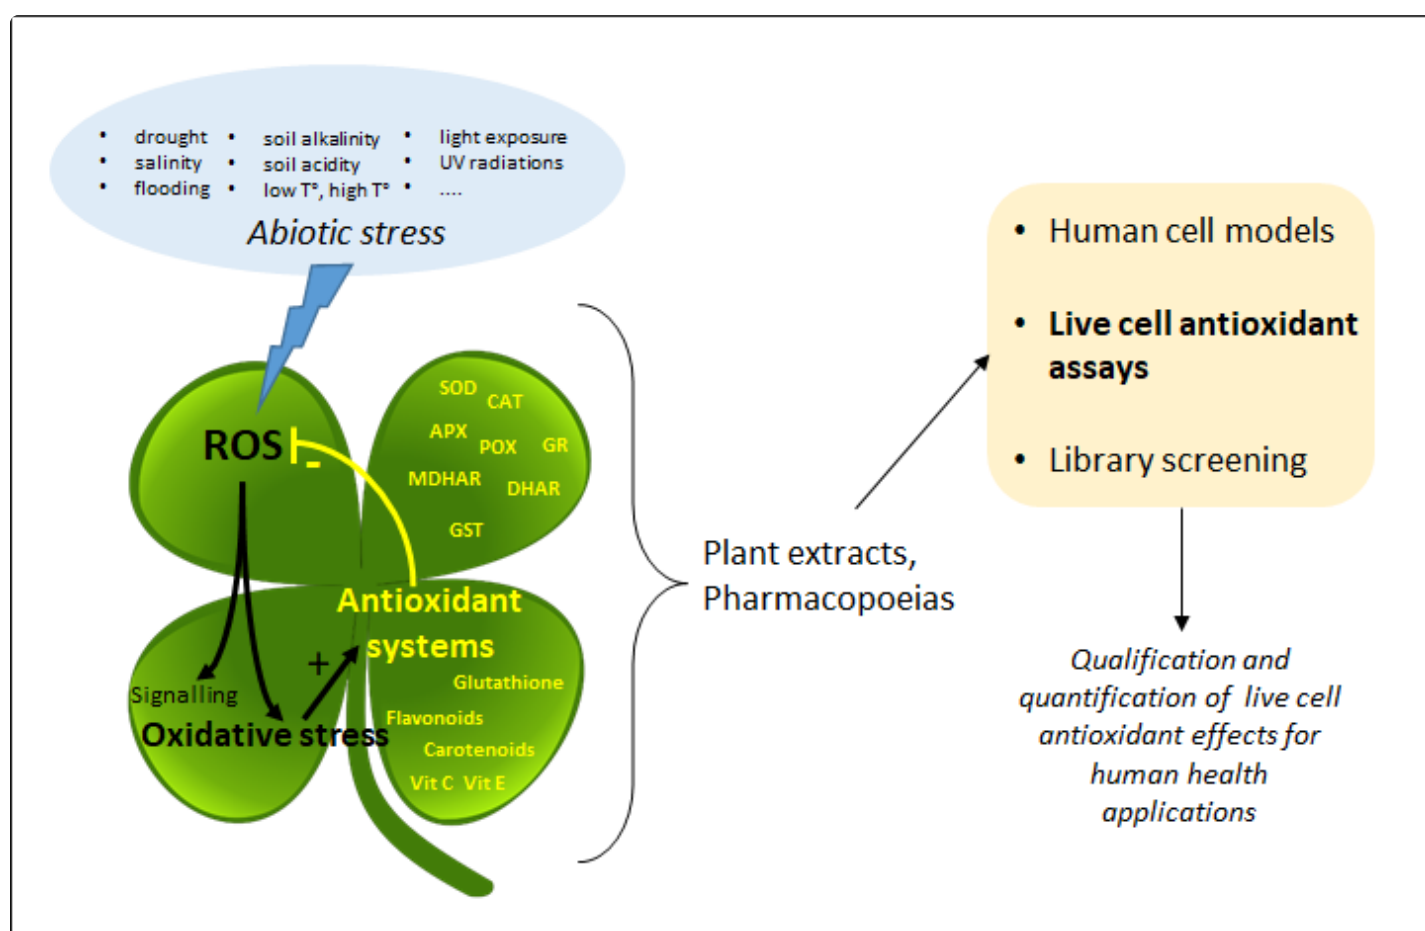 • drought • soil alkalinity • light exposure
• salinity • soil acidity • UV radiations
• flooding • low T°, high T° • ....
Abiotic stress
ROS
-
SOD
CAT
APX
POX
GR
MDHAR
DHAR
GST
Antioxidant
systems
+
Signalling
Oxidative stress
Glutathione
Flavonoids
Carotenoids
Vit C Vit E
Plant extracts,
Pharmacopoeias
• Human cell models
• Live cell antioxidant
assays
• Library screening
Qualification and
quantification of live cell
antioxidant effects for
human health
applications